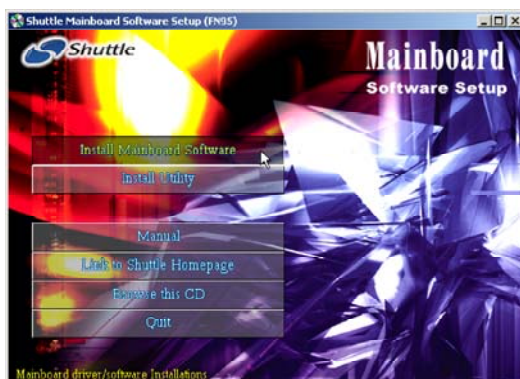 Shuttle Mainboard Software Setup (FN95)
Shuttle
Mainboard
Software Setup
Install Mainboard Software
Install Utility
Manual
Link to Shuttle Homepage
Browse this CD
Quit
Mainboard driver/software Installations